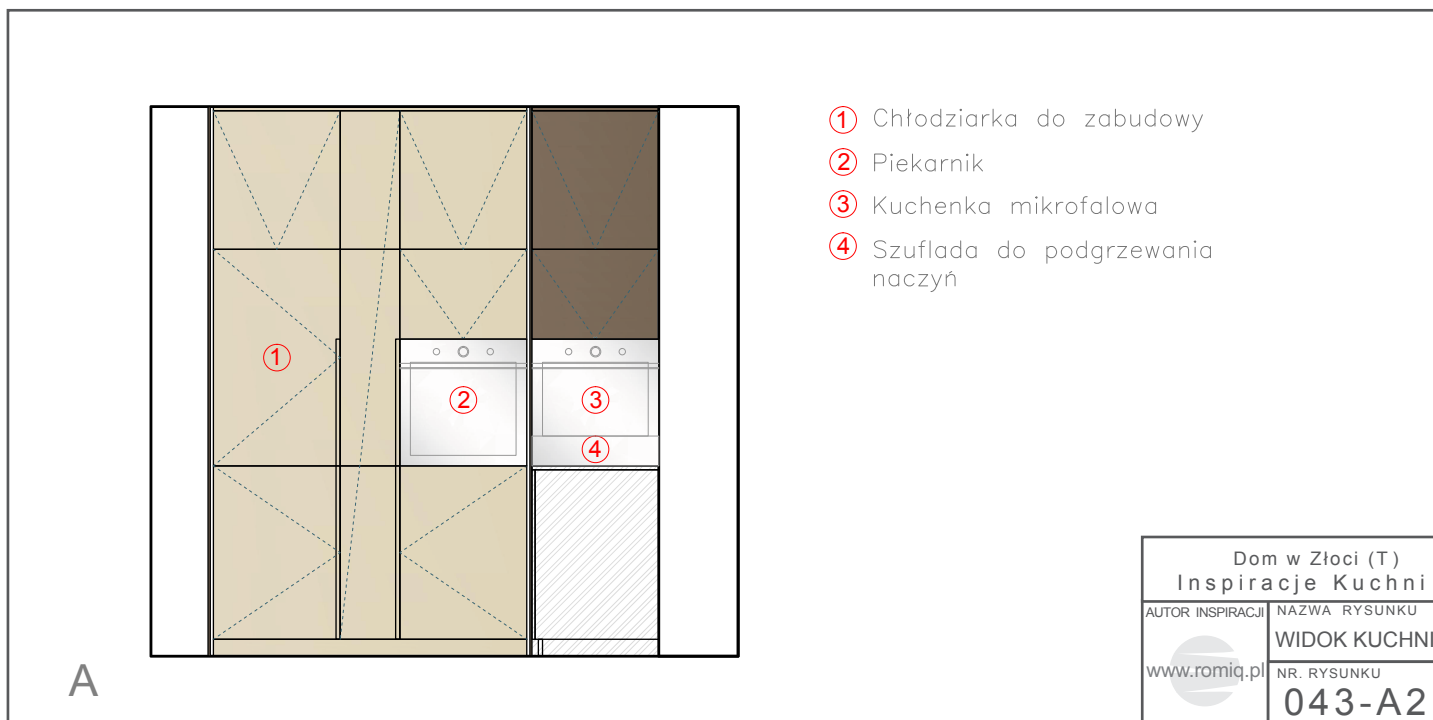 1 Chłodziarka do zabudowy
2 Piekarnik
3 Kuchenka mikrofalowa
4 Szuflada do podgrzewania
naczyń
1
2
3
4
A
Dom w Złoci (T)
Inspiracje Kuchni
AUTOR INSPIRACJI
www.romiq.pl
NAZWA RYSUNKU
WIDOK KUCHNI
NR. RYSUNKU
043-A2